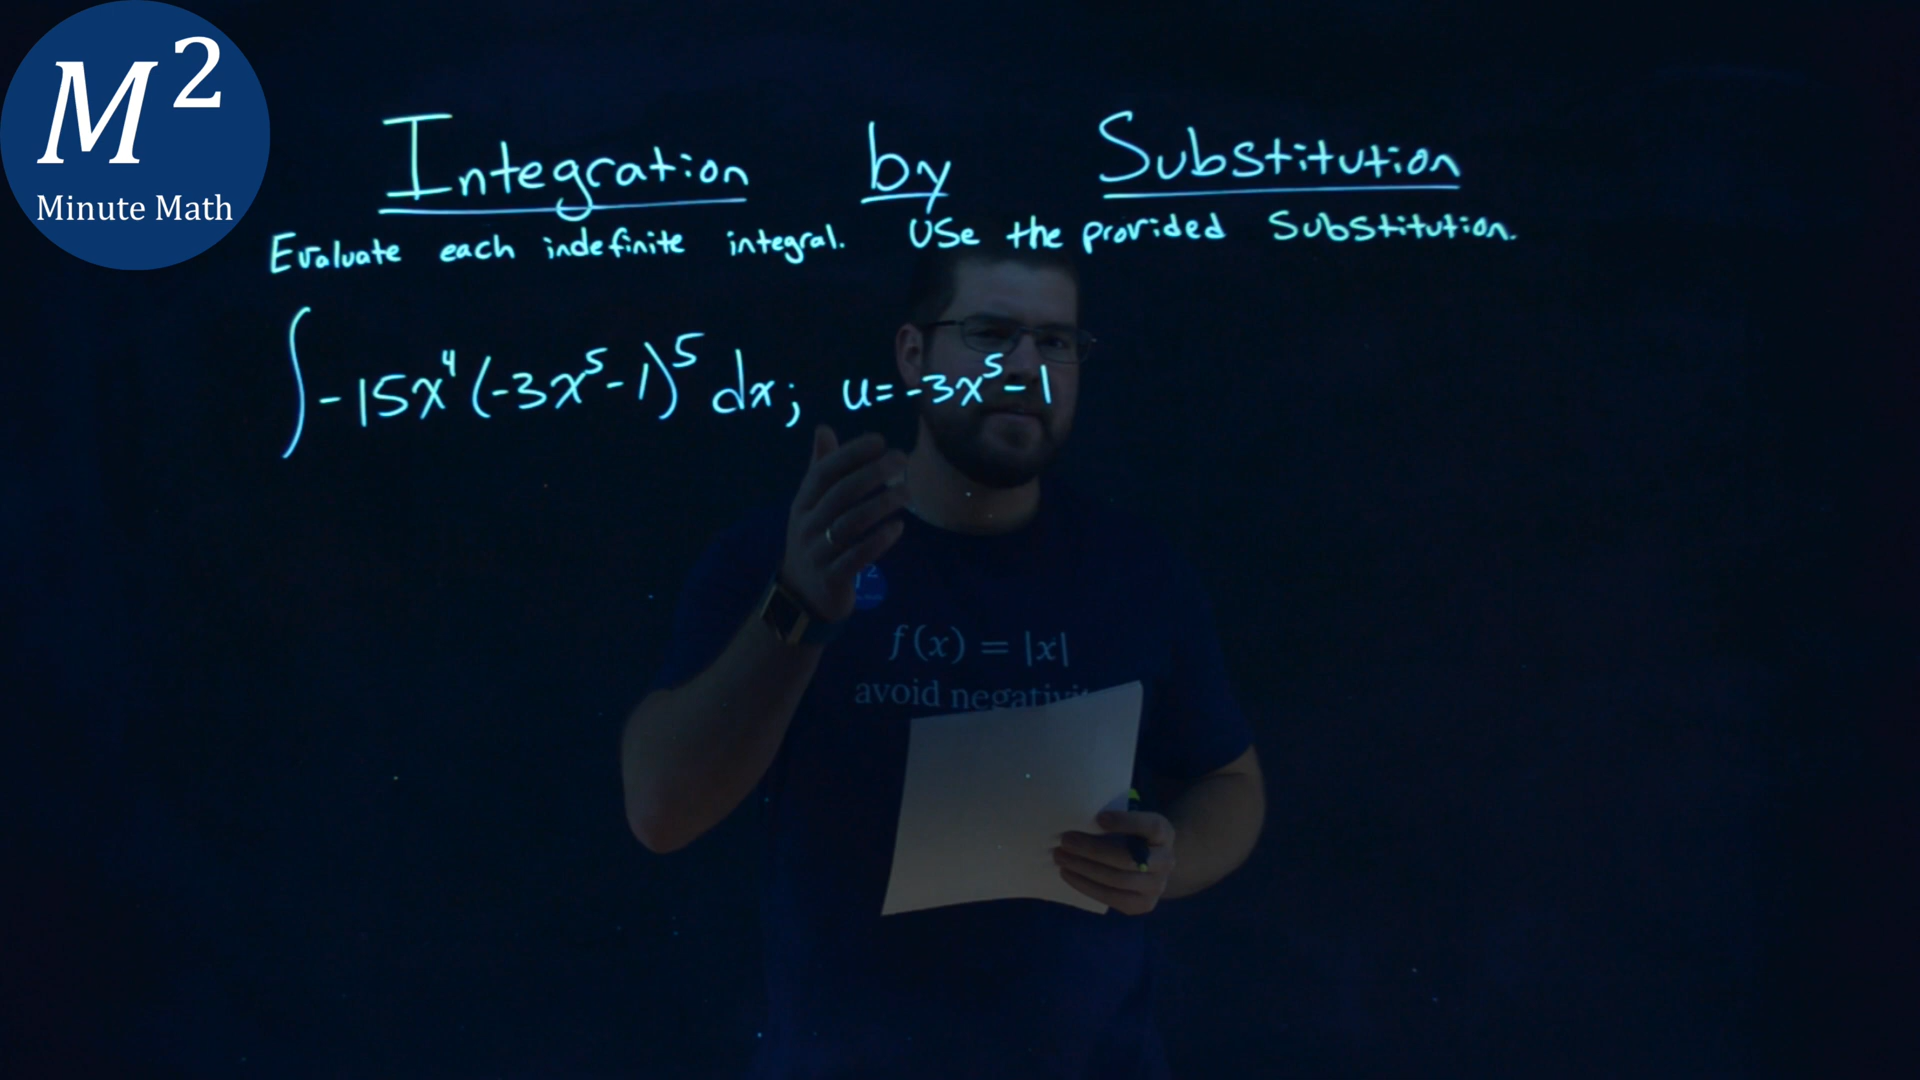 M²
Minute Math
Integration by Substitution
Evaluate each indefinite integral. Use the provided Substitution.
∫-15x⁴(-3x⁵-1)⁵ dx; u=-3x⁵-1
f(x) = |x|
avoid